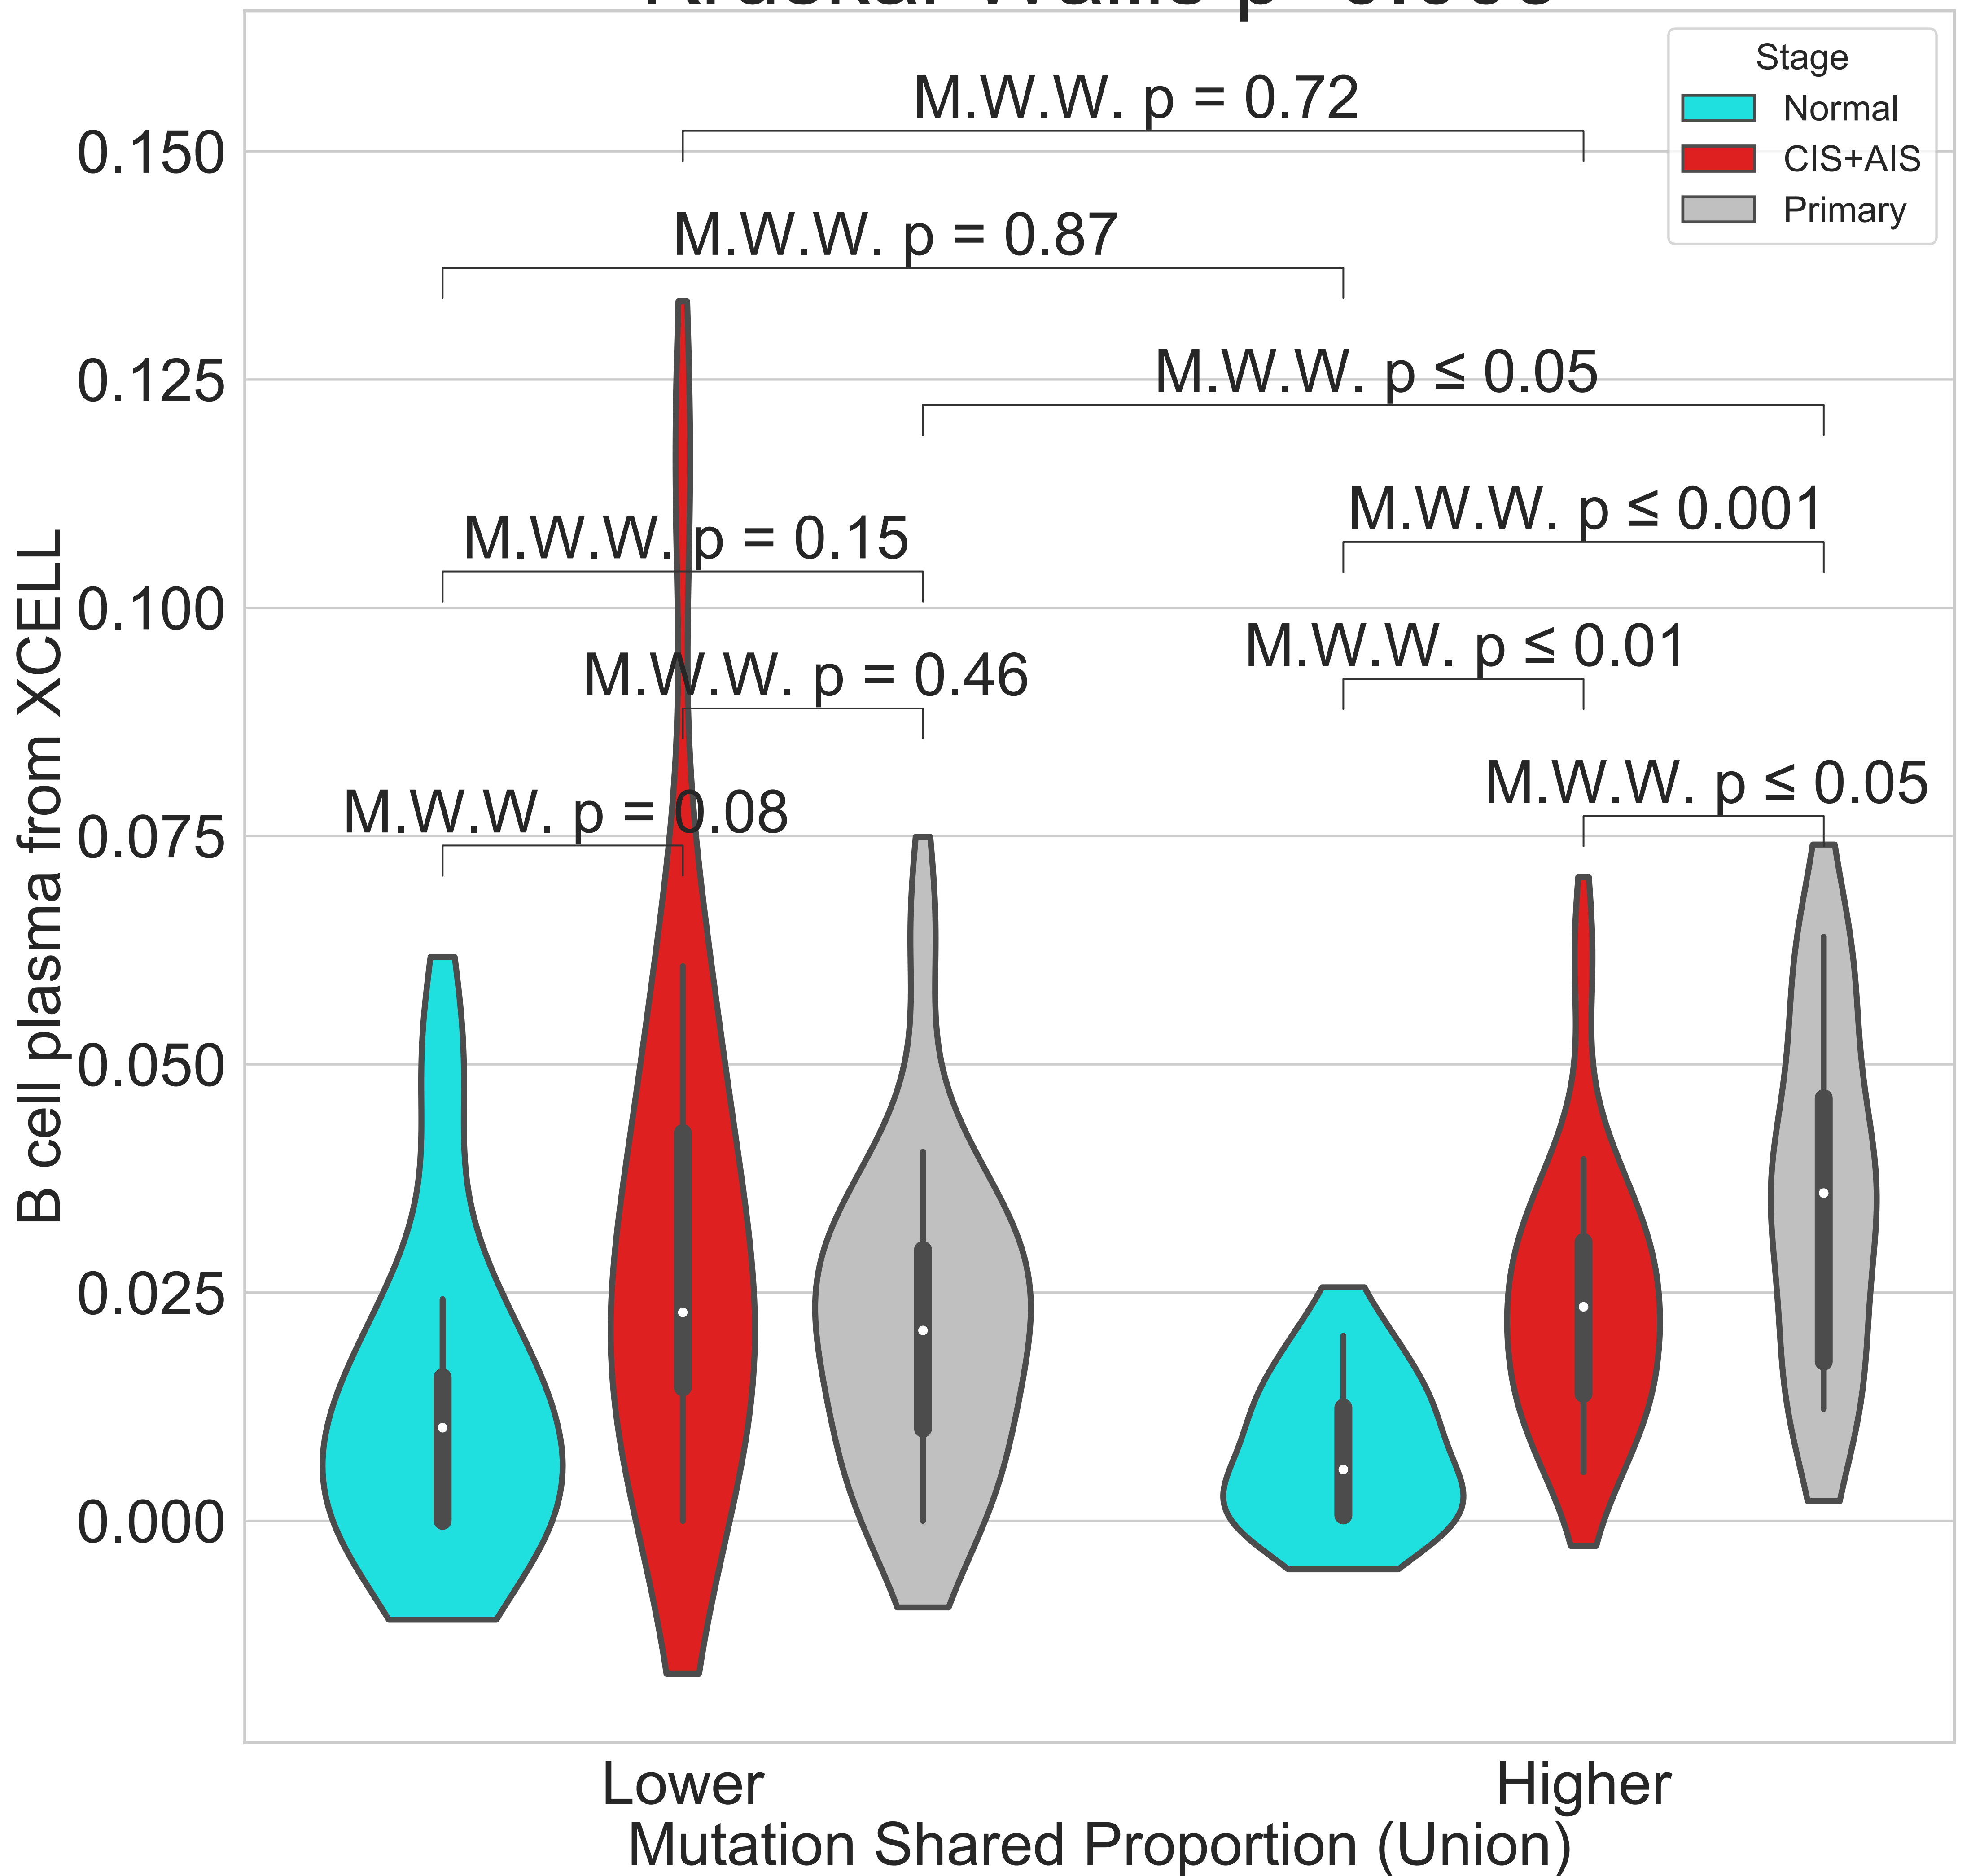 Stage
Normal
CIS+AIS
Primary
M.W.W. p = 0.72
M.W.W. p = 0.87
M.W.W. p ≤ 0.05
M.W.W. p ≤ 0.001
M.W.W. p = 0.15
M.W.W. p ≤ 0.01
M.W.W. p = 0.46
M.W.W. p ≤ 0.05
M.W.W. p = 0.08
0.150
0.125
0.100
0.075
0.050
0.025
0.000
B cell plasma from XCELL
Lower
Higher
Mutation Shared Proportion (Union)